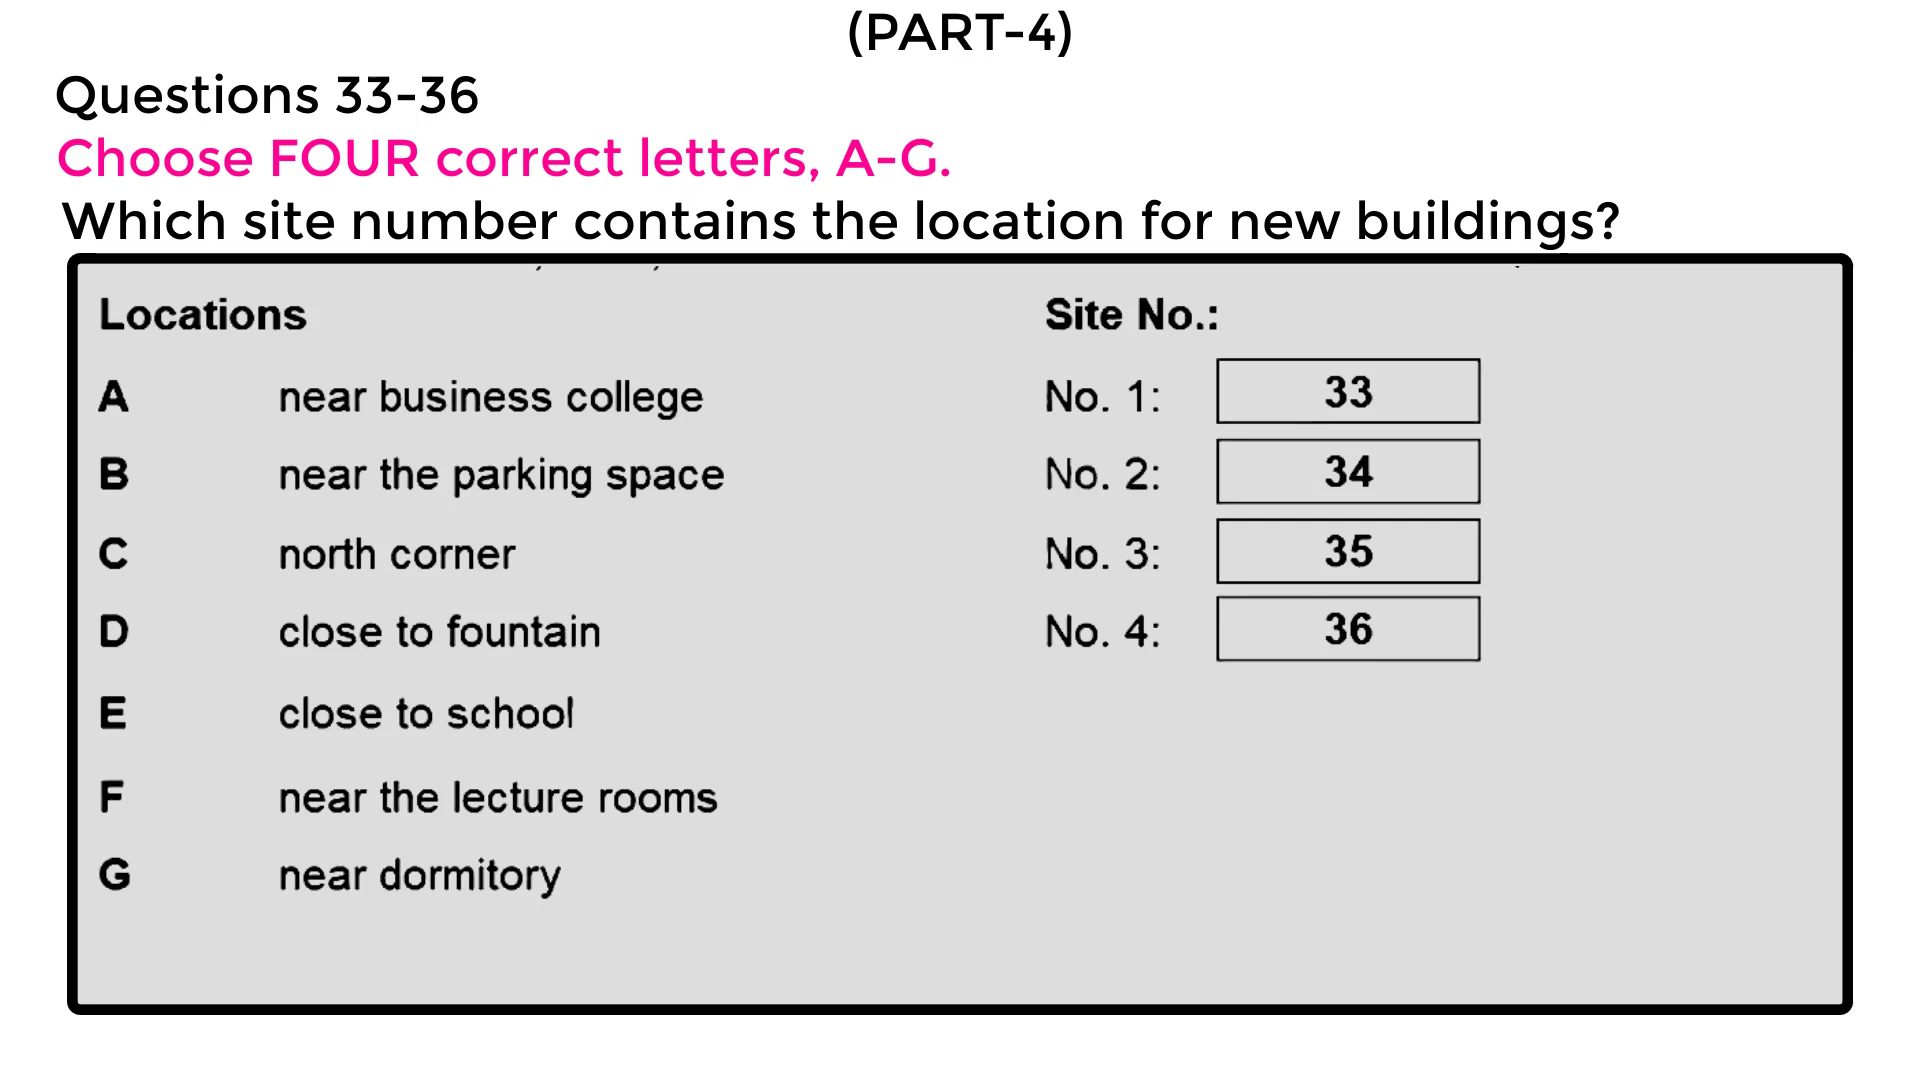 (PART-4)
Questions 33-36
Choose FOUR correct letters, A-G.
Which site number contains the location for new buildings?
Locations Site No.:
A near business college No. 1: 33
B near the parking space No. 2: 34
C north corner No. 3: 35
D close to fountain No. 4: 36
E close to school
F near the lecture rooms
G near dormitory